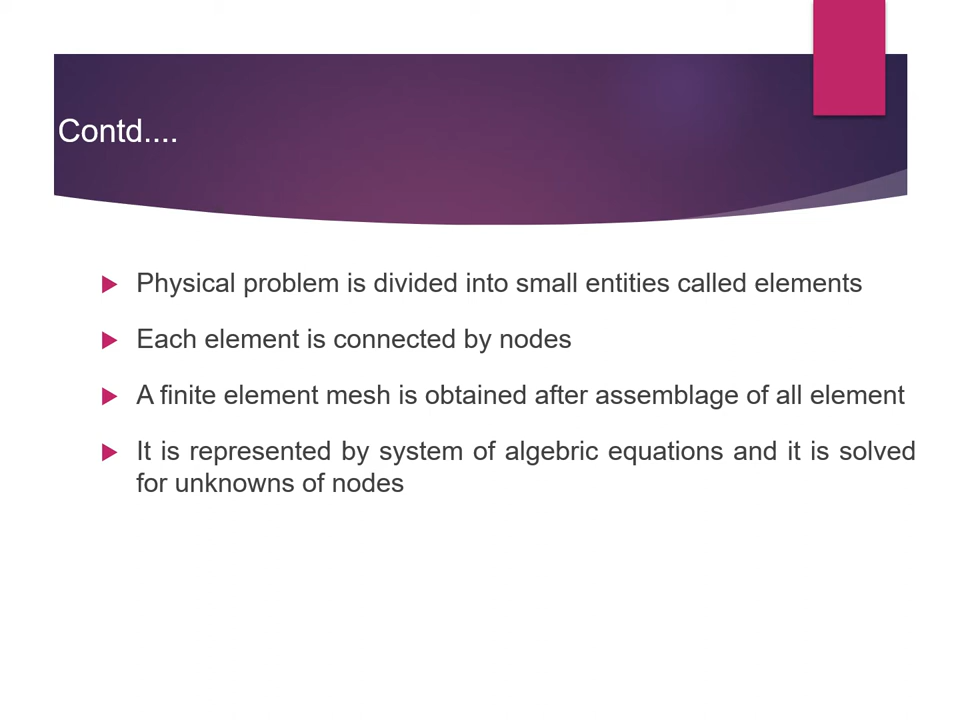 Contd....
Physical problem is divided into small entities called elements
Each element is connected by nodes
A finite element mesh is obtained after assemblage of all element
It is represented by system of algebric equations and it is solved
for unknowns of nodes